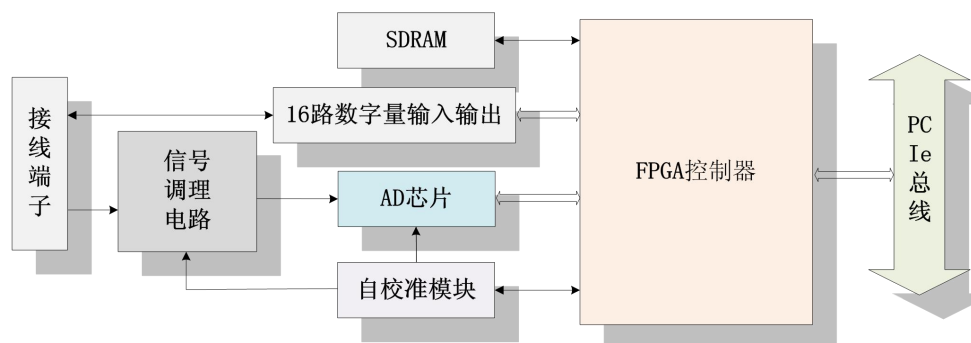 SDRAM
接
线
端
子
16路数字量输入输出
信号
调理
电路
AD芯片
自校准模块
FPGA控制器
PC
Ie
总
线